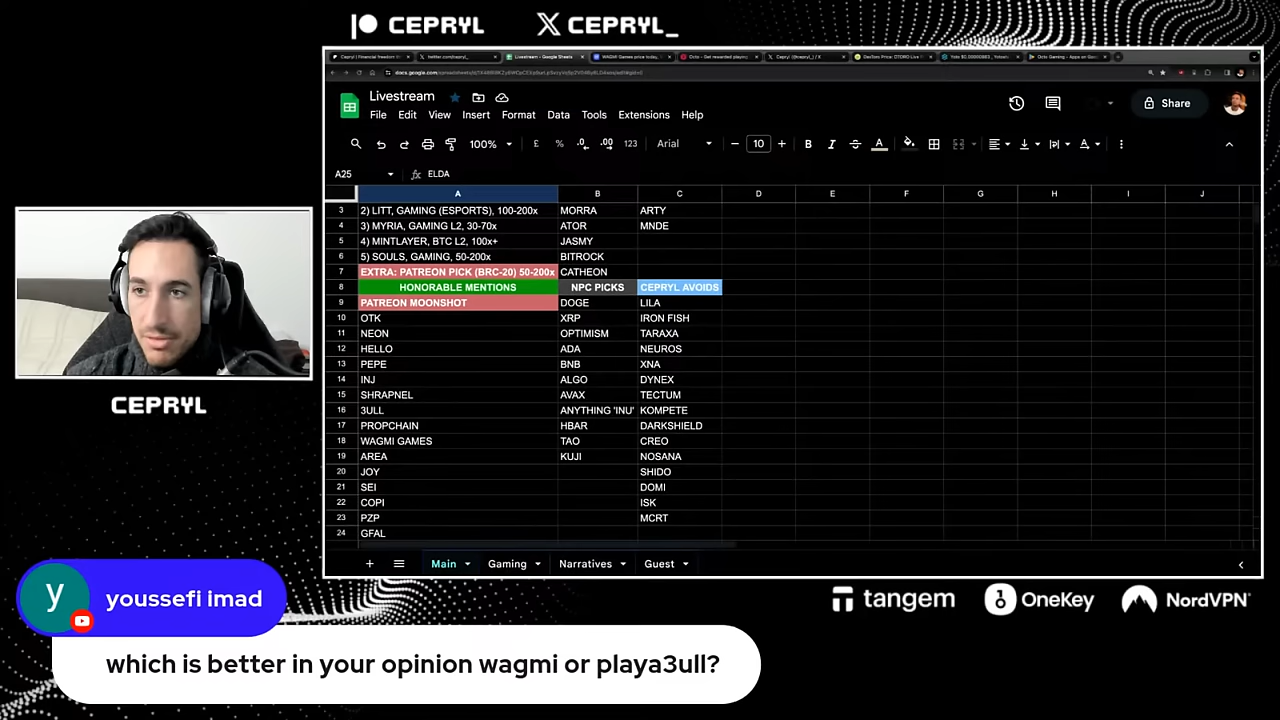 CEPRYL
CEPRYL_
Livestream - Google Sheets
Livestream
File Edit View Insert Format Data Tools Extensions Help
Share
100% £ % .0 .00 123 Arial 10 B I A
A25 fx ELDA
A B C D E F G H I J
3 2) LITT, GAMING (ESPORTS), 100-200x MORRA ARTY
4 3) MYRIA, GAMING L2, 30-70x ATOR MNDE
5 4) MINTLAYER, BTC L2, 100x+ JASMY
6 5) SOULS, GAMING, 50-200x BITROCK
7 EXTRA: PATREON PICK (BRC-20) 50-200x CATHEON
8 HONORABLE MENTIONS NPC PICKS CEPRYL AVOIDS
9 PATREON MOONSHOT DOGE LILA
10 OTK XRP IRON FISH
11 NEON OPTIMISM TARAXA
12 HELLO ADA NEUROS
13 PEPE BNB XNA
14 INJ ALGO DYNEX
15 SHRAPNEL AVAX TECTUM
16 3ULL ANYTHING 'INU' KOMPETE
17 PROPCHAIN HBAR DARKSHIELD
18 WAGMI GAMES TAO CREO
19 AREA KUJI NOSANA
20 JOY SHIDO
21 SEI DOMI
22 COPI ISK
23 PZP MCRT
24 GFAL
Main Gaming Narratives Guest
CEPRYL
y youssefi imad
which is better in your opinion wagmi or playa3ull?
tangem OneKey NordVPN®